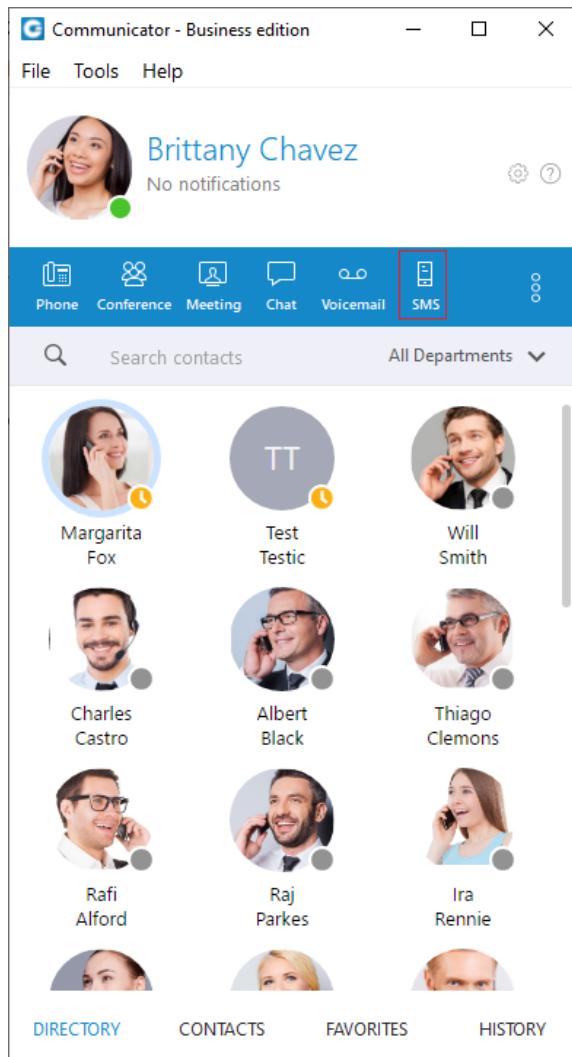 Communicator - Business edition
File Tools Help
Brittany Chavez
No notifications
Phone Conference Meeting Chat Voicemail SMS
Search contacts All Departments
TT
Margarita Test Will
Fox Testic Smith
Charles Albert Thiago
Castro Black Clemons
Rafi Raj Ira
Alford Parkes Rennie
DIRECTORY CONTACTS FAVORITES HISTORY